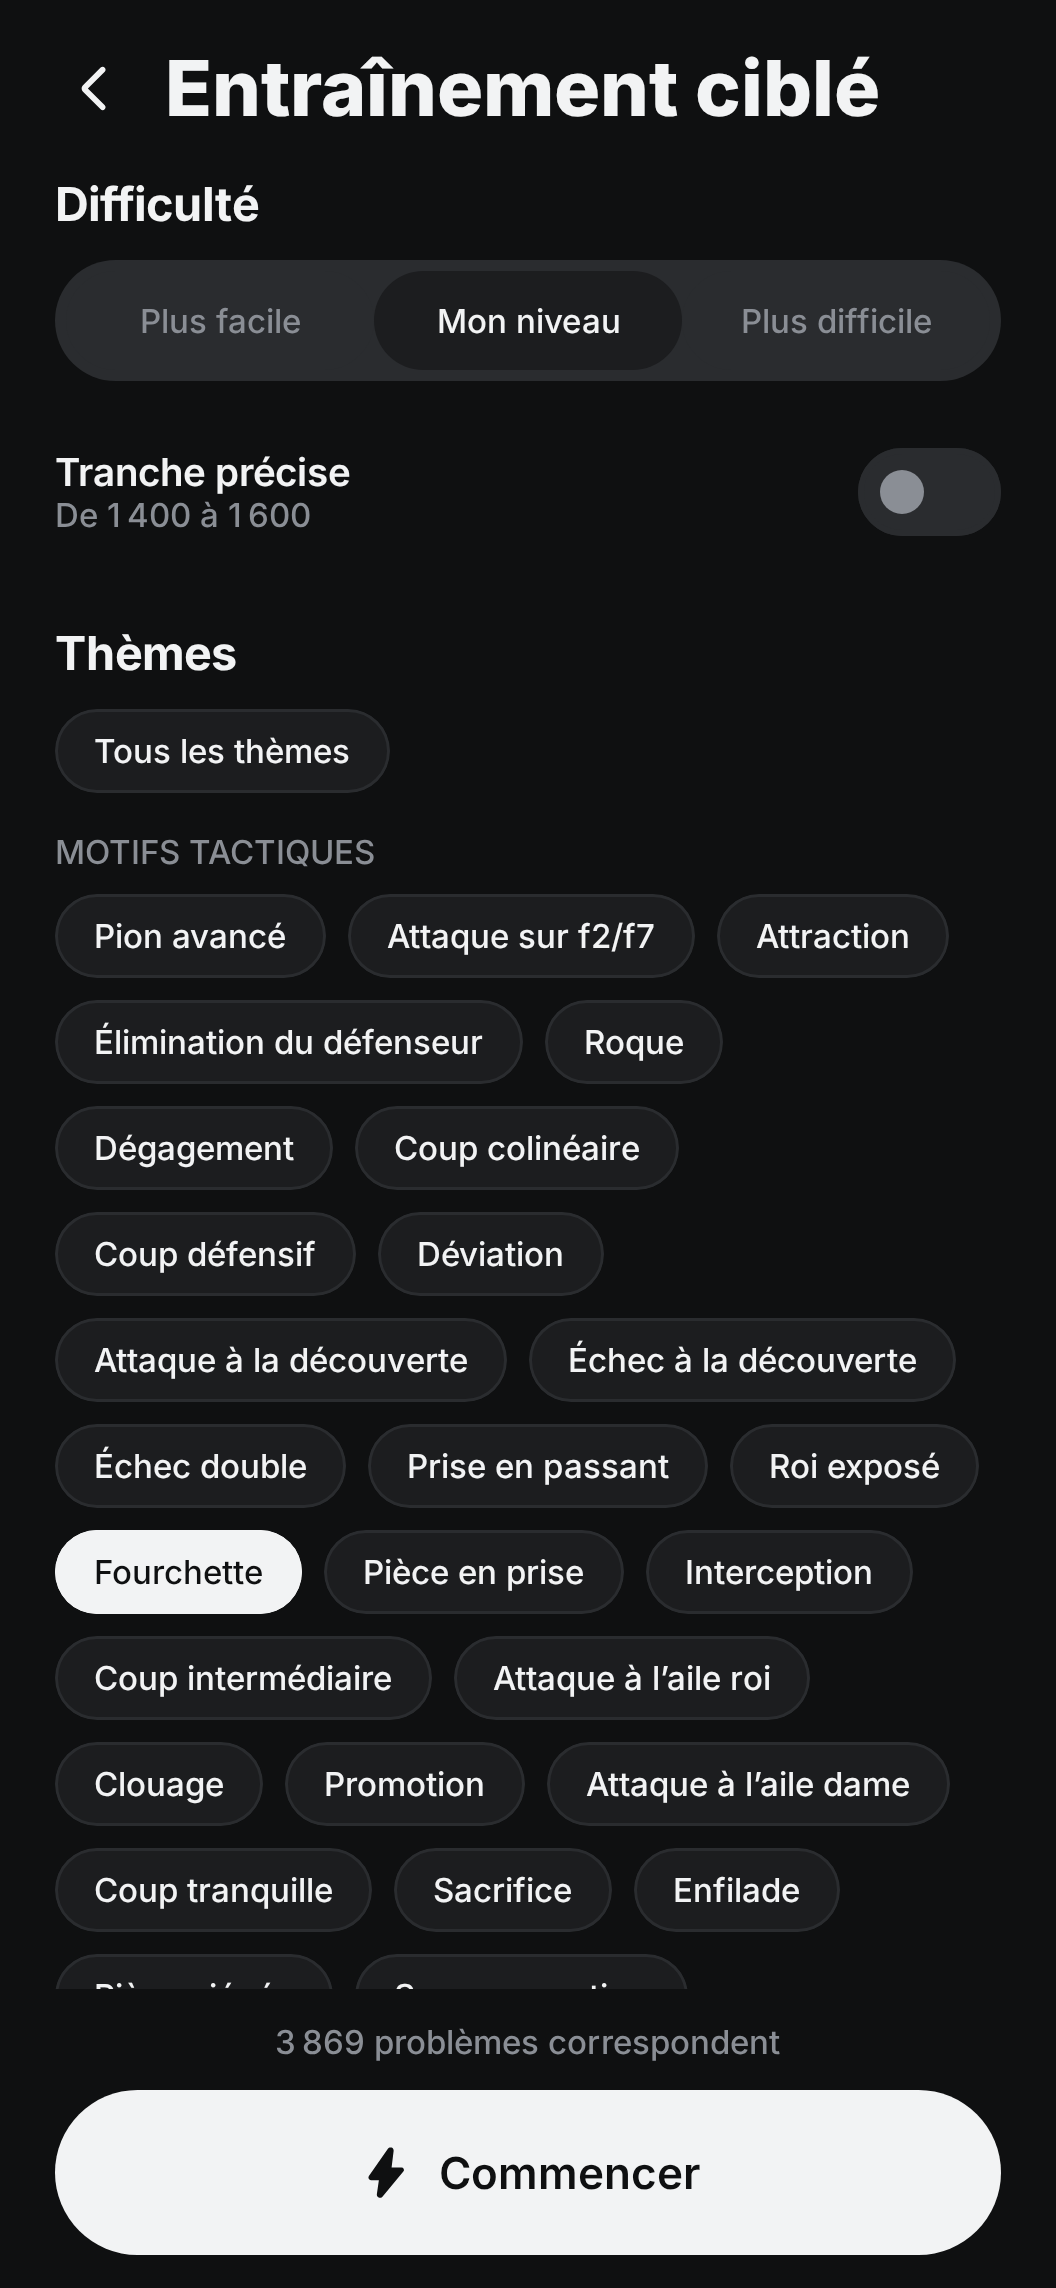 Entraînement ciblé
Difficulté
Plus facile Mon niveau Plus difficile
Tranche précise
De 1 400 à 1 600
Thèmes
Tous les thèmes
MOTIFS TACTIQUES
Pion avancé Attaque sur f2/f7 Attraction
Élimination du défenseur Roque
Dégagement Coup colinéaire
Coup défensif Déviation
Attaque à la découverte Échec à la découverte
Échec double Prise en passant Roi exposé
Fourchette Pièce en prise Interception
Coup intermédiaire Attaque à l’aile roi
Clouage Promotion Attaque à l’aile dame
Coup tranquille Sacrifice Enfilade
3 869 problèmes correspondent
Commencer